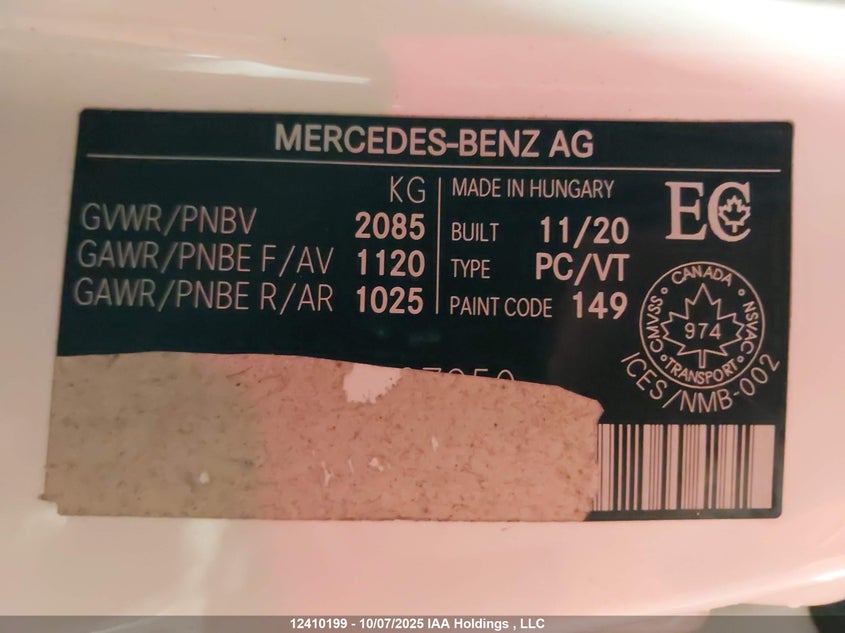 MERCEDES-BENZ AG
KG
GVWR/PNBV 2085
GAWR/PNBE F/AV 1120
GAWR/PNBE R/AR 1025
MADE IN HUNGARY
BUILT 11/20
TYPE PC/VT
PAINT CODE 149
EC
CANADA
CMVSS 974 NSVAC
TRANSPORT
ICES/NMB-002
12410199 - 10/07/2025 IAA Holdings , LLC